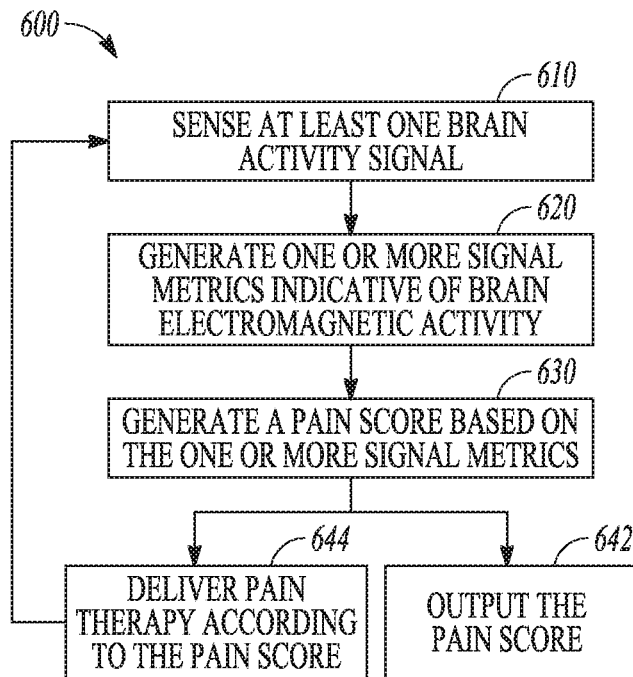 600
610
SENSE AT LEAST ONE BRAIN
ACTIVITY SIGNAL
620
GENERATE ONE OR MORE SIGNAL
METRICS INDICATIVE OF BRAIN
ELECTROMAGNETIC ACTIVITY
630
GENERATE A PAIN SCORE BASED ON
THE ONE OR MORE SIGNAL METRICS
644
DELIVER PAIN
THERAPY ACCORDING
TO THE PAIN SCORE
642
OUTPUT THE
PAIN SCORE